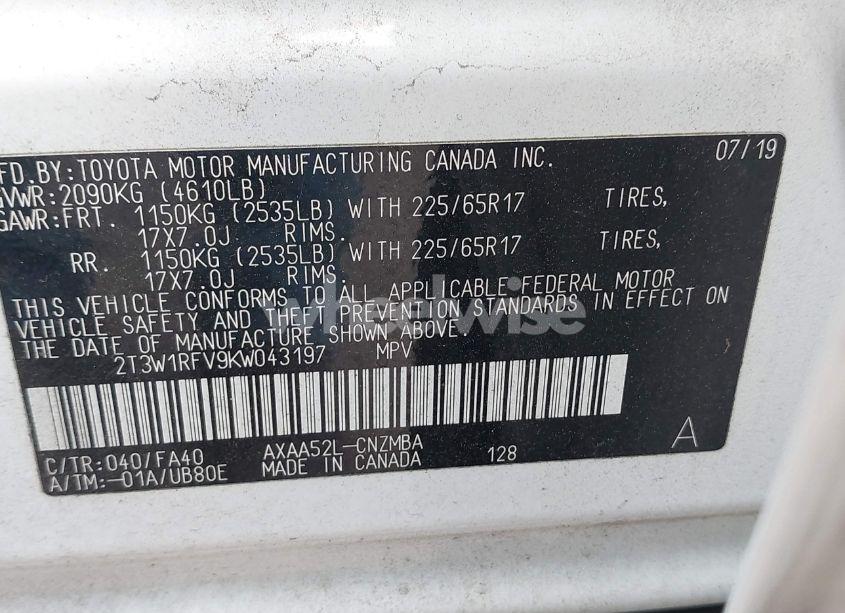 MFD. BY: TOYOTA MOTOR MANUFACTURING CANADA INC. 07/19
GVWR: 2090KG (4610LB)
GAWR: FRT. 1150KG (2535LB) WITH 225/65R17 TIRES,
17X7.0J RIMS.
RR. 1150KG (2535LB) WITH 225/65R17 TIRES,
17X7.0J RIMS.
THIS VEHICLE CONFORMS TO ALL APPLICABLE FEDERAL MOTOR
VEHICLE SAFETY AND THEFT PREVENTION STANDARDS IN EFFECT ON
THE DATE OF MANUFACTURE SHOWN ABOVE.
2T3W1RFV9KW043197 MPV
C/TR: 040/FA40 AXAA52L-CNZMBA 128 A
A/TM: -01A/UB80E MADE IN CANADA
wheelwise